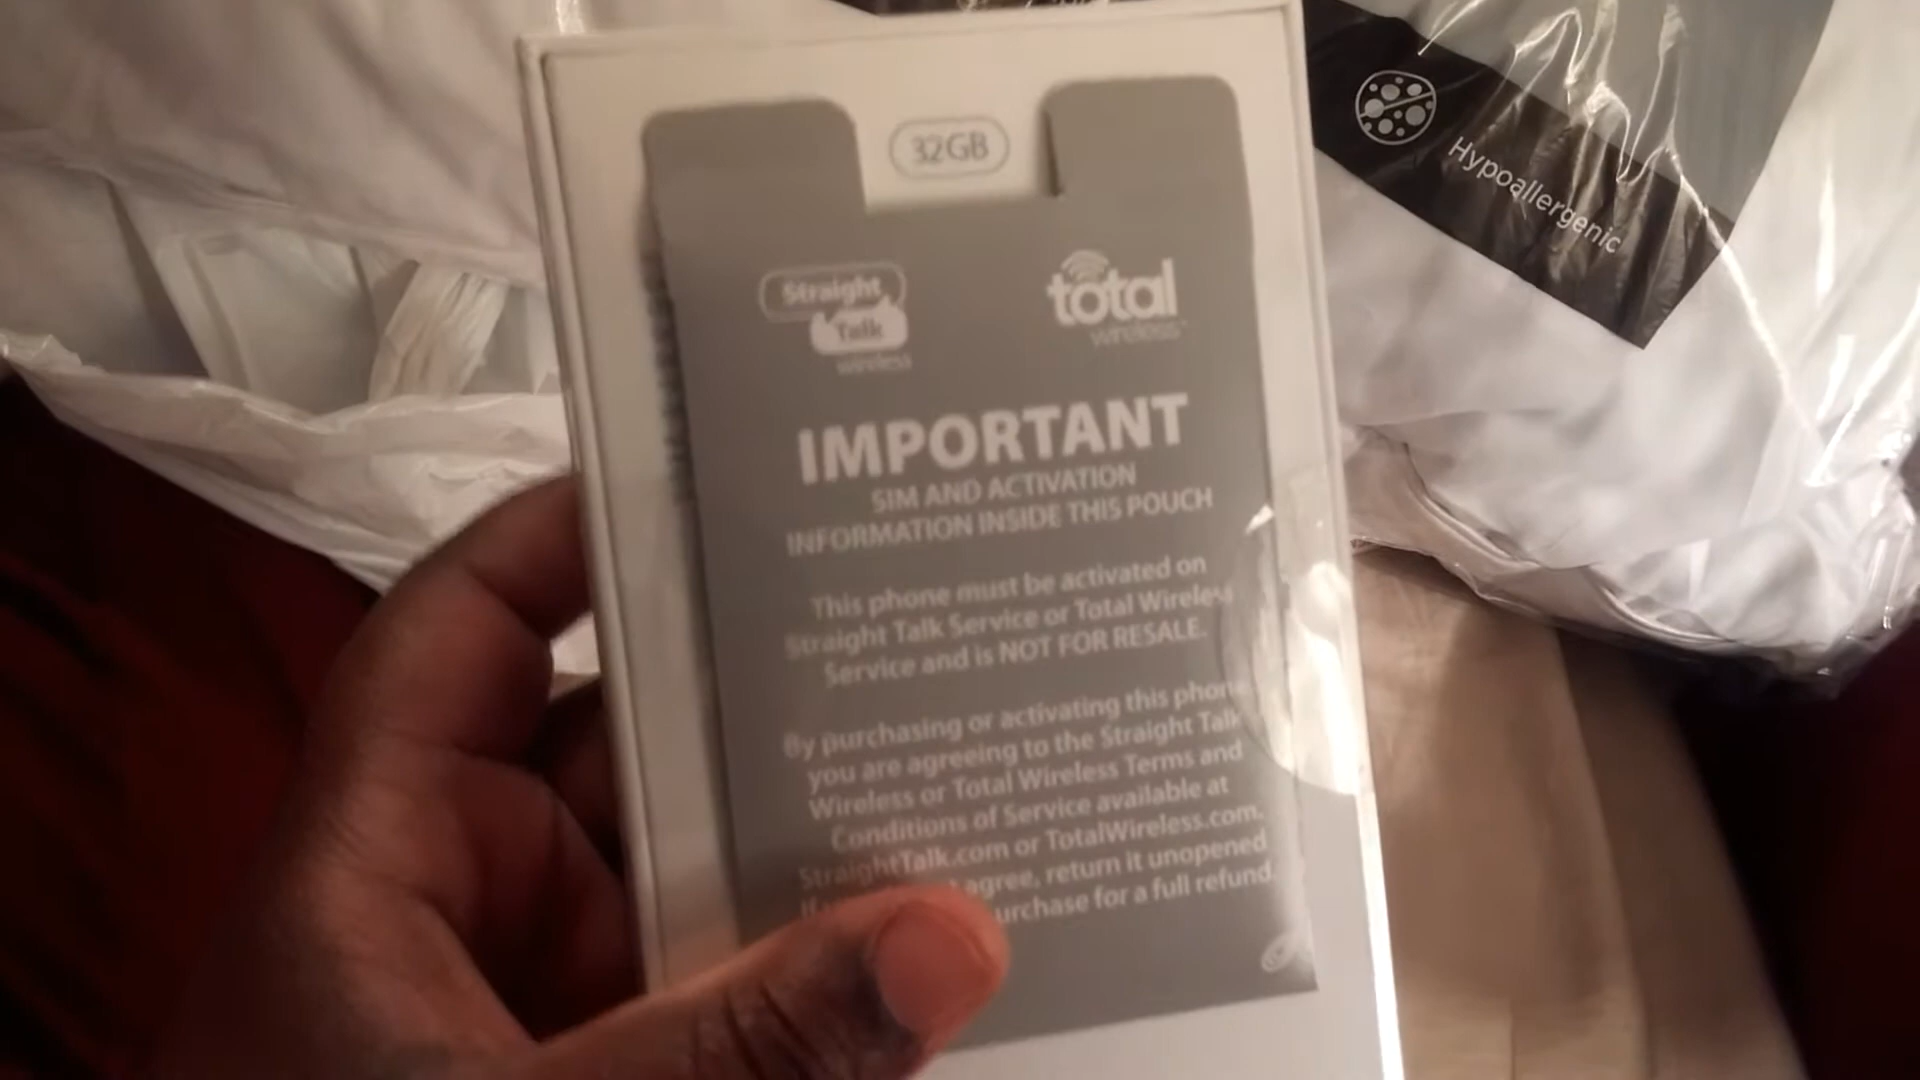 32GB
Straight
Talk
wireless
total
wireless
IMPORTANT
SIM AND ACTIVATION
INFORMATION INSIDE THIS POUCH
This phone must be activated on
Straight Talk Service or Total Wireless
Service and is NOT FOR RESALE.
By purchasing or activating this phone
you are agreeing to the Straight Talk
Wireless or Total Wireless Terms and
Conditions of Service available at
StraightTalk.com or TotalWireless.com.
agree, return it unopened
for a full refund.
Hypoallergenic